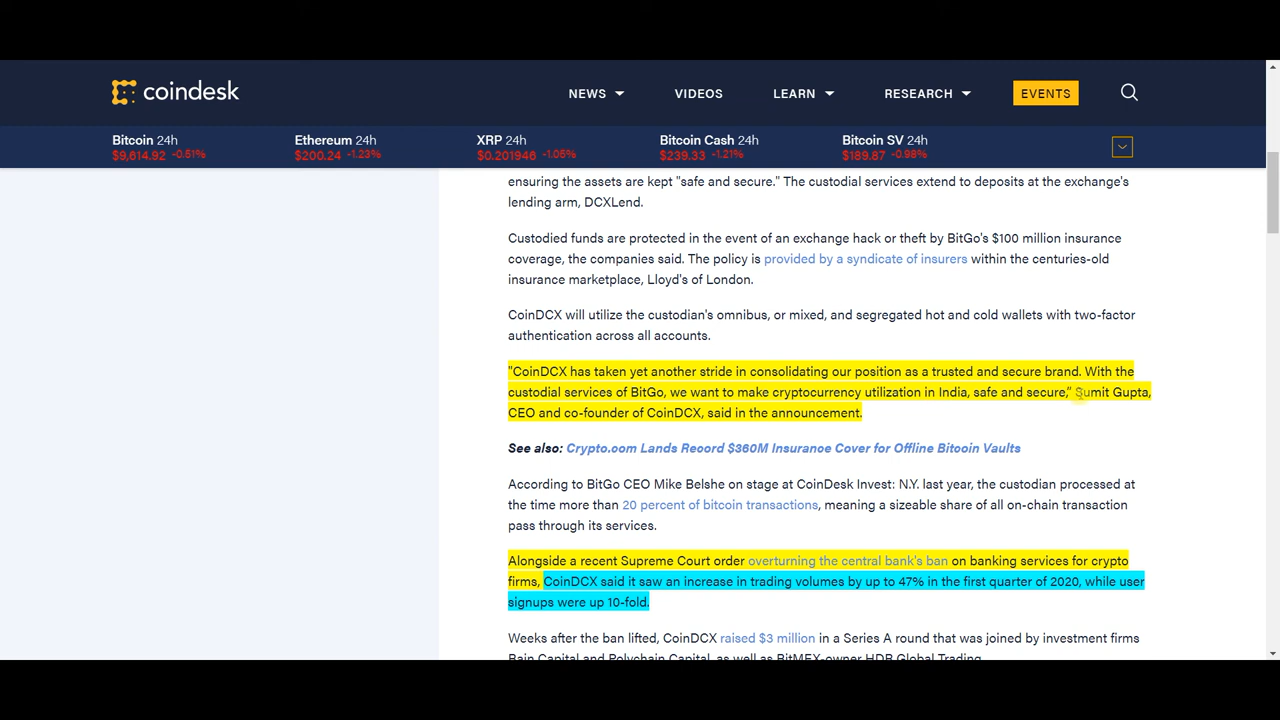 coindesk
NEWS
VIDEOS
LEARN
RESEARCH
EVENTS
Bitcoin 24h
$9,614.92 -0.51%
Ethereum 24h
$200.24 -1.23%
XRP 24h
$0.201946 -1.05%
Bitcoin Cash 24h
$239.33 -1.21%
Bitcoin SV 24h
$189.87 -0.98%
ensuring the assets are kept "safe and secure." The custodial services extend to deposits at the exchange's
lending arm, DCXLend.
Custodied funds are protected in the event of an exchange hack or theft by BitGo's $100 million insurance
coverage, the companies said. The policy is provided by a syndicate of insurers within the centuries-old
insurance marketplace, Lloyd's of London.
CoinDCX will utilize the custodian's omnibus, or mixed, and segregated hot and cold wallets with two-factor
authentication across all accounts.
"CoinDCX has taken yet another stride in consolidating our position as a trusted and secure brand. With the
custodial services of BitGo, we want to make cryptocurrency utilization in India, safe and secure,” Sumit Gupta,
CEO and co-founder of CoinDCX, said in the announcement.
See also: Crypto.com Lands Record $360M Insurance Cover for Offline Bitcoin Vaults
According to BitGo CEO Mike Belshe on stage at CoinDesk Invest: N.Y. last year, the custodian processed at
the time more than 20 percent of bitcoin transactions, meaning a sizeable share of all on-chain transaction
pass through its services.
Alongside a recent Supreme Court order overturning the central bank's ban on banking services for crypto
firms, CoinDCX said it saw an increase in trading volumes by up to 47% in the first quarter of 2020, while user
signups were up 10-fold.
Weeks after the ban lifted, CoinDCX raised $3 million in a Series A round that was joined by investment firms
Bain Capital and Polychain Capital, as well as BitMEX-owner HDR Global Trading.